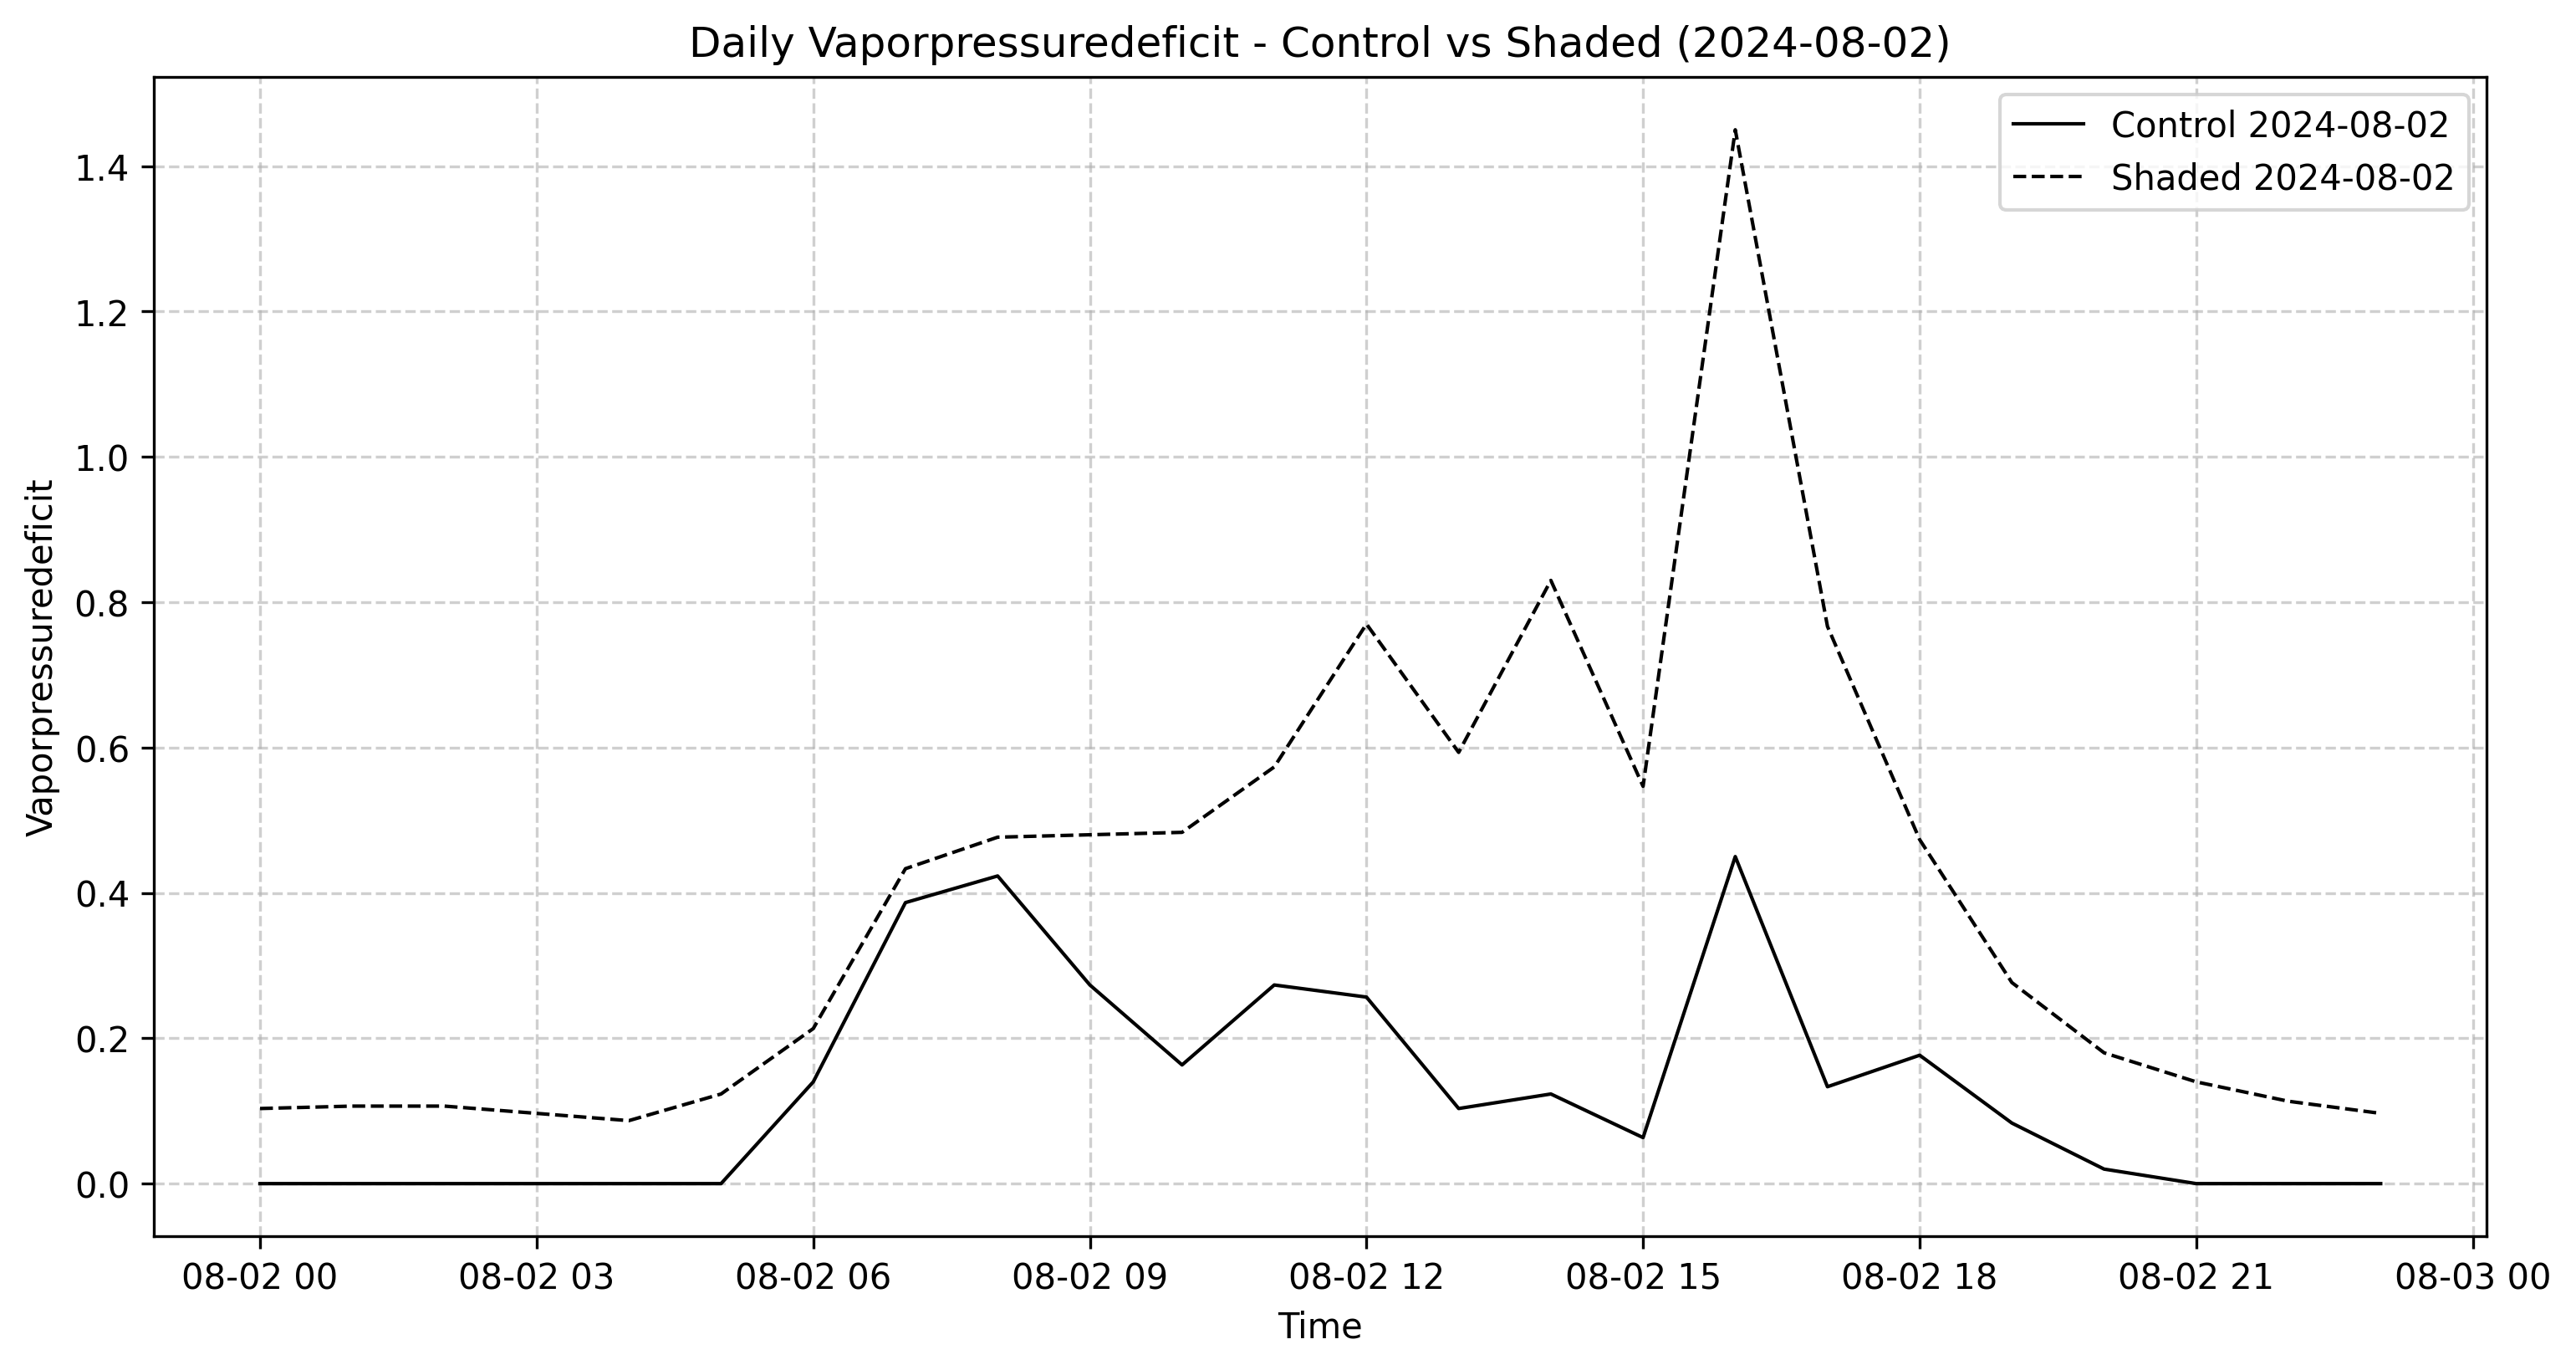 Daily Vaporpressuredeficit - Control vs Shaded (2024-08-02)
Control 2024-08-02
Shaded 2024-08-02
Vaporpressuredeficit
1.4
1.2
1.0
0.8
0.6
0.4
0.2
0.0
08-02 00 08-02 03 08-02 06 08-02 09 08-02 12 08-02 15 08-02 18 08-02 21 08-03 00
Time